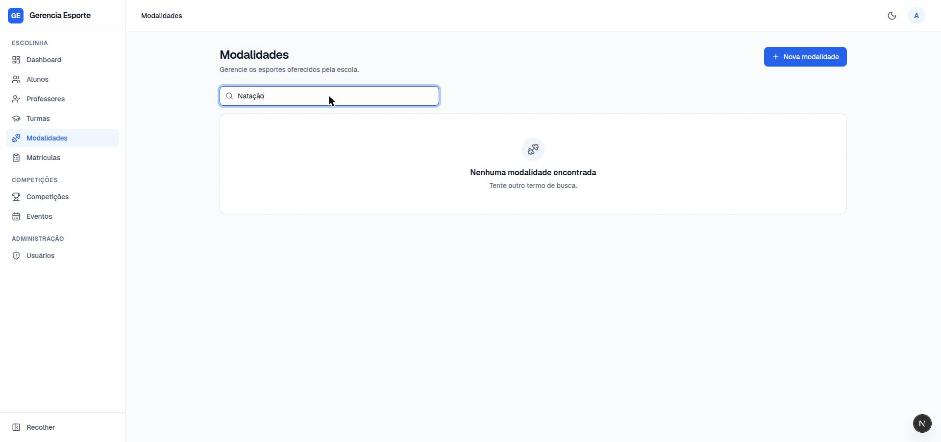 GE Gerencia Esporte
Modalidades
A
ESCOLINHA
Dashboard
Alunos
Professores
Turmas
Modalidades
Matrículas
COMPETIÇÕES
Competições
Eventos
ADMINISTRAÇÃO
Usuários
Recolher
Modalidades
Gerencie os esportes oferecidos pela escola.
Nova modalidade
Natação
Nenhuma modalidade encontrada
Tente outro termo de busca.
N